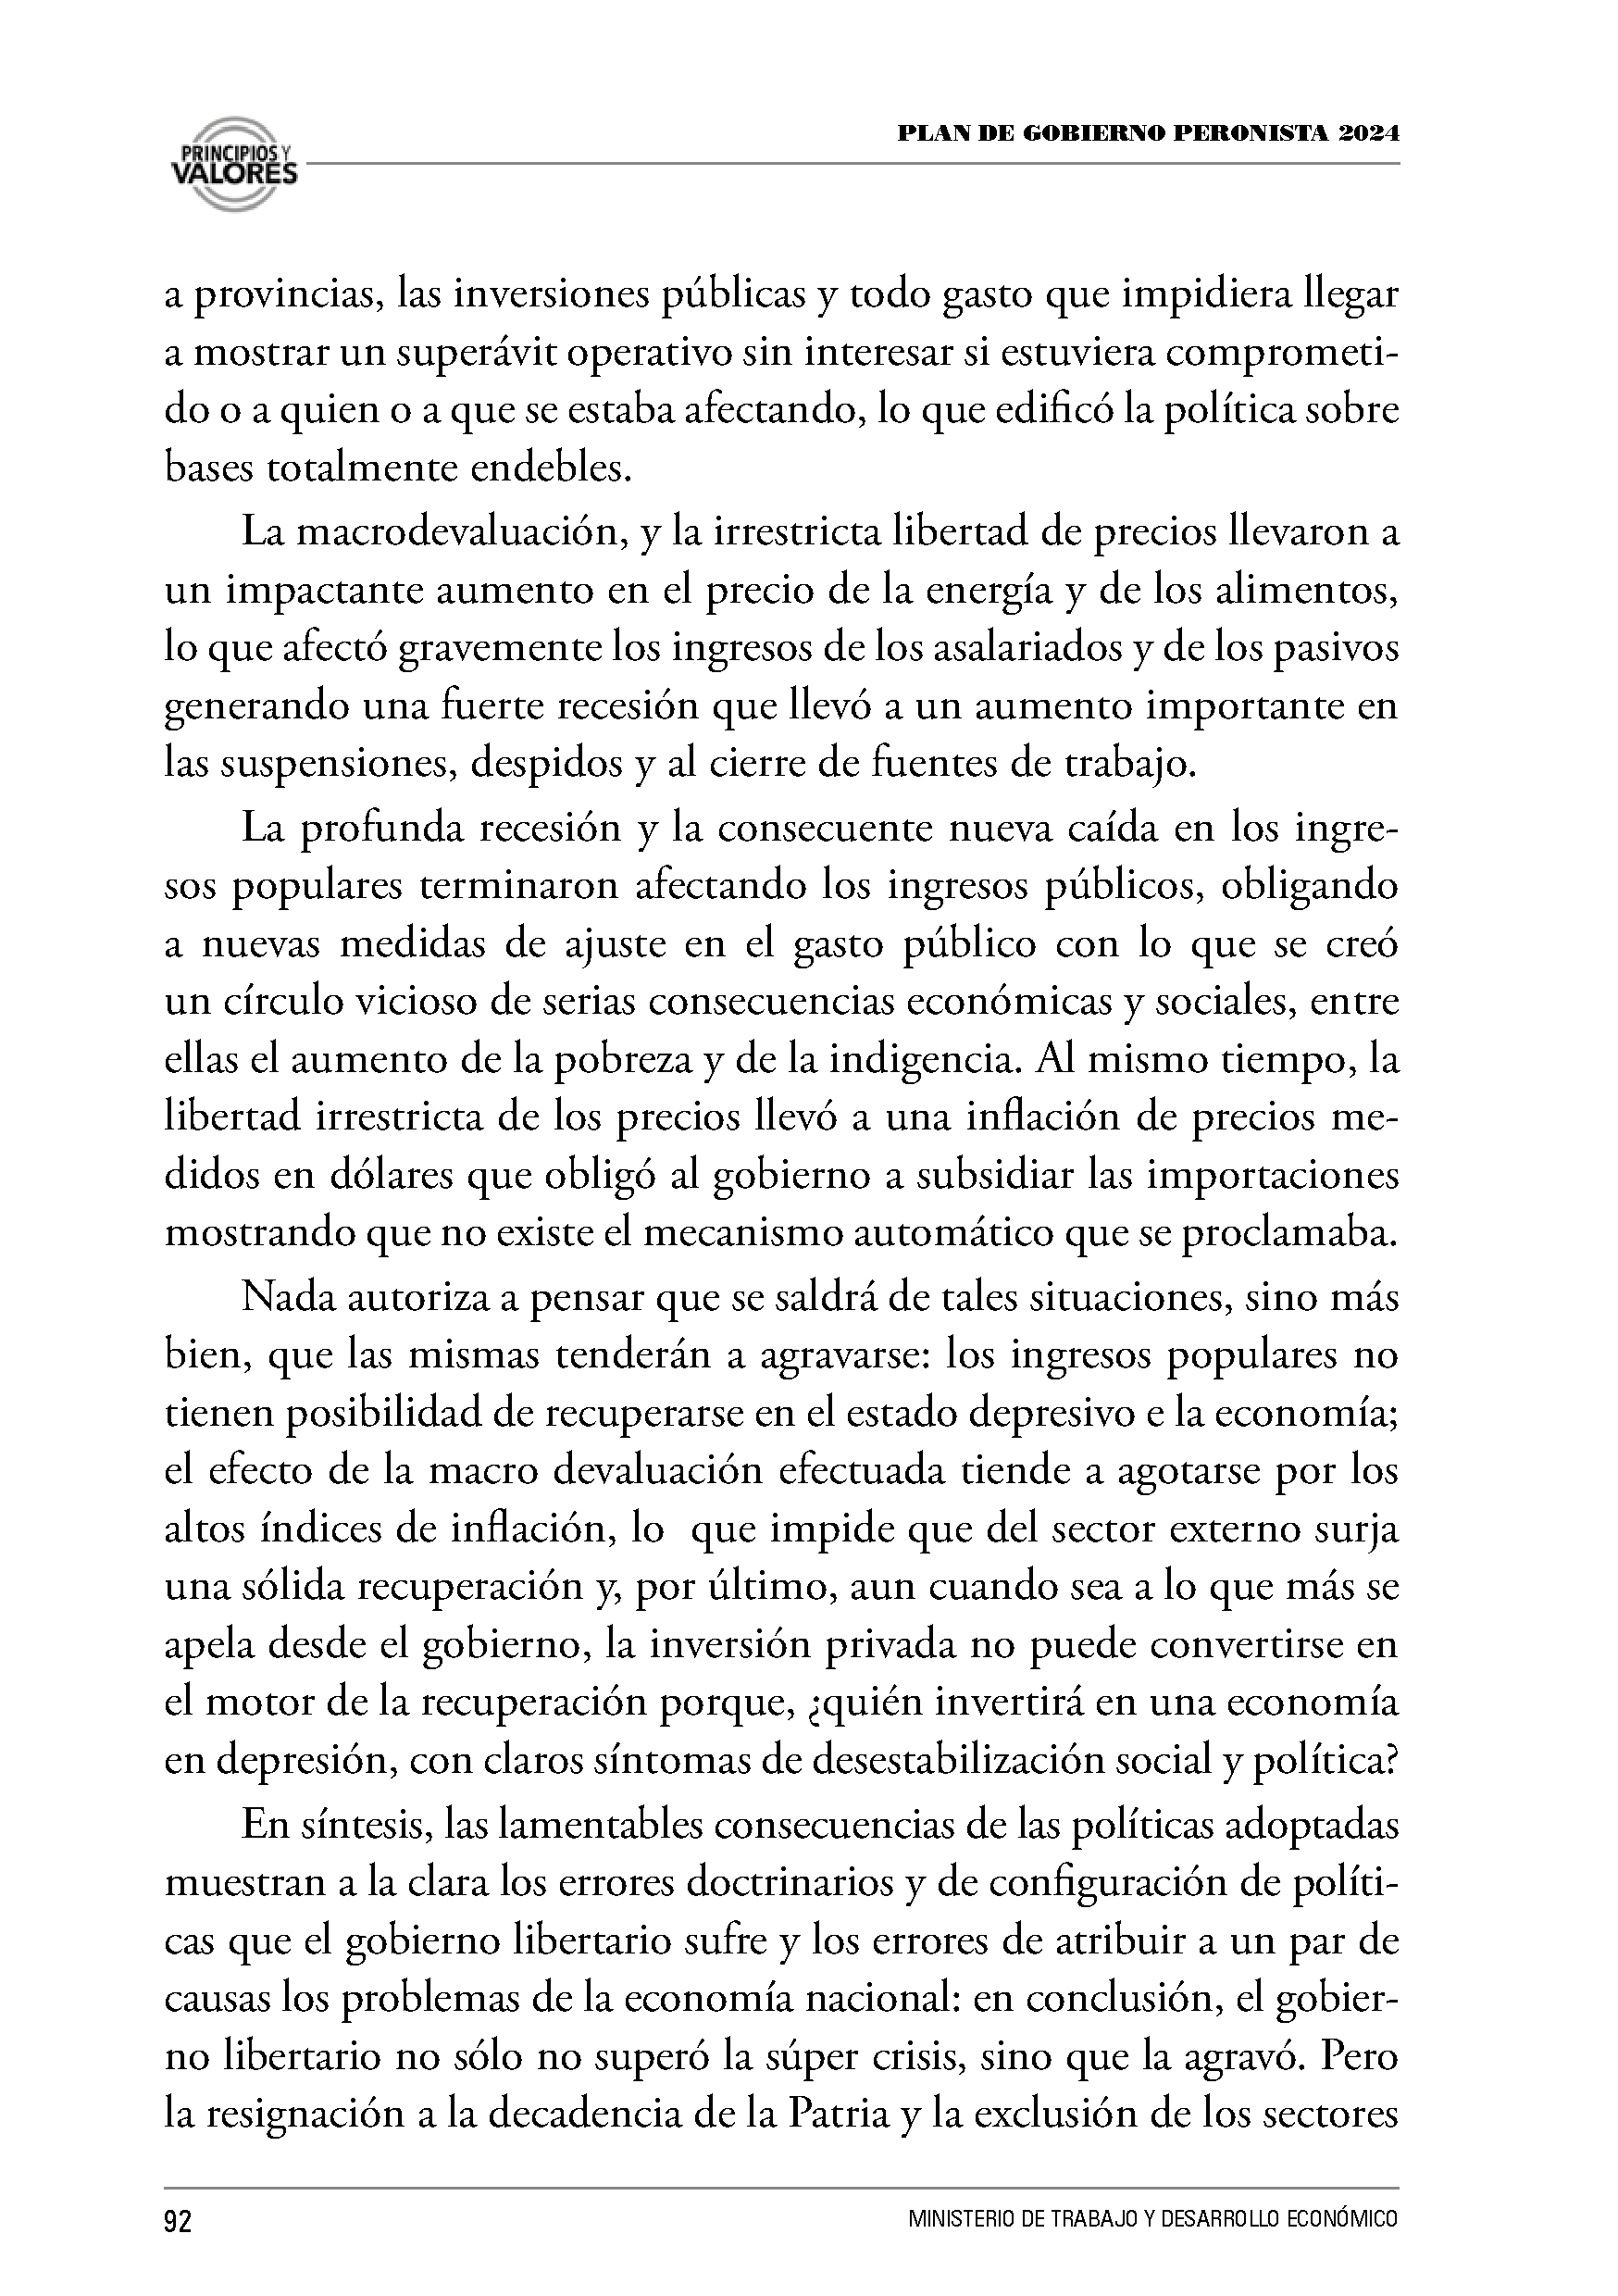 PRINCIPIOS Y
VALORES
PLAN DE GOBIERNO PERONISTA 2024
a provincias, las inversiones públicas y todo gasto que impidiera llegar
a mostrar un superávit operativo sin interesar si estuviera comprometi-
do o a quien o a que se estaba afectando, lo que edificó la política sobre
bases totalmente endebles.
La macrodevaluación, y la irrestricta libertad de precios llevaron a
un impactante aumento en el precio de la energía y de los alimentos,
lo que afectó gravemente los ingresos de los asalariados y de los pasivos
generando una fuerte recesión que llevó a un aumento importante en
las suspensiones, despidos y al cierre de fuentes de trabajo.
La profunda recesión y la consecuente nueva caída en los ingre-
sos populares terminaron afectando los ingresos públicos, obligando
a nuevas medidas de ajuste en el gasto público con lo que se creó
un círculo vicioso de serias consecuencias económicas y sociales, entre
ellas el aumento de la pobreza y de la indigencia. Al mismo tiempo, la
libertad irrestricta de los precios llevó a una inflación de precios me-
didos en dólares que obligó al gobierno a subsidiar las importaciones
mostrando que no existe el mecanismo automático que se proclamaba.
Nada autoriza a pensar que se saldrá de tales situaciones, sino más
bien, que las mismas tenderán a agravarse: los ingresos populares no
tienen posibilidad de recuperarse en el estado depresivo e la economía;
el efecto de la macro devaluación efectuada tiende a agotarse por los
altos índices de inflación, lo que impide que del sector externo surja
una sólida recuperación y, por último, aun cuando sea a lo que más se
apela desde el gobierno, la inversión privada no puede convertirse en
el motor de la recuperación porque, ¿quién invertirá en una economía
en depresión, con claros síntomas de desestabilización social y política?
En síntesis, las lamentables consecuencias de las políticas adoptadas
muestran a la clara los errores doctrinarios y de configuración de políti-
cas que el gobierno libertario sufre y los errores de atribuir a un par de
causas los problemas de la economía nacional: en conclusión, el gobier-
no libertario no sólo no superó la súper crisis, sino que la agravó. Pero
la resignación a la decadencia de la Patria y la exclusión de los sectores
92
MINISTERIO DE TRABAJO Y DESARROLLO ECONÓMICO